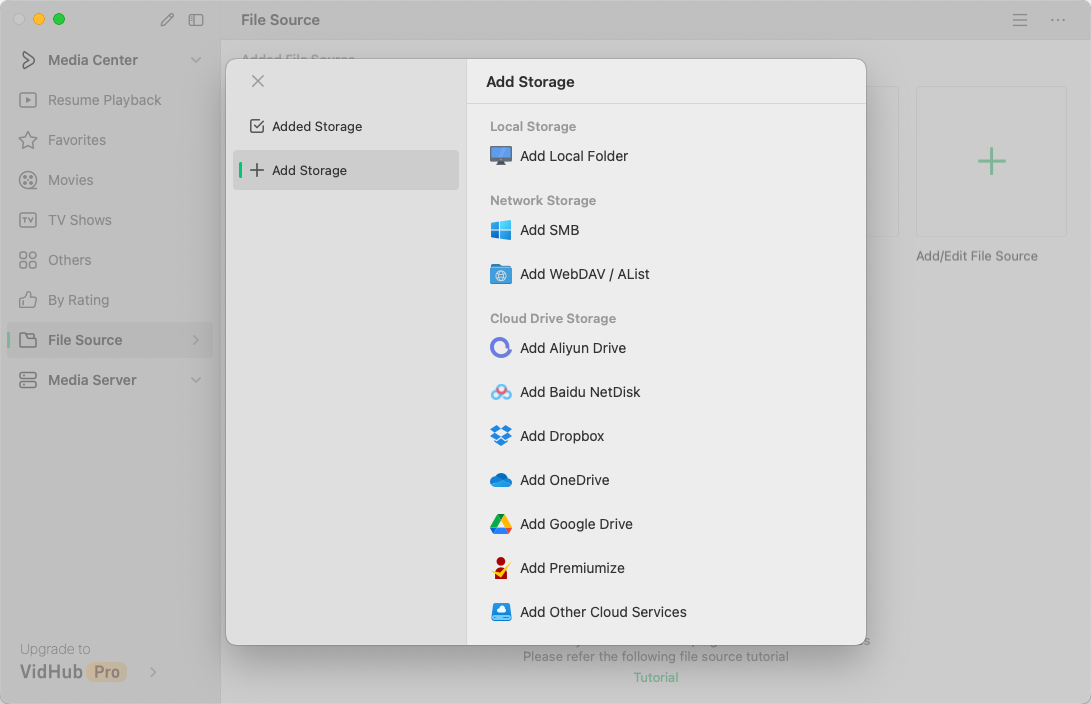 File Source
Media Center
Resume Playback
Favorites
Movies
TV Shows
Others
By Rating
File Source
Media Server
Upgrade to
VidHub Pro
Added File Source
Added Storage
Add Storage
Add Storage
Local Storage
Add Local Folder
Network Storage
Add SMB
Add WebDAV / AList
Cloud Drive Storage
Add Aliyun Drive
Add Baidu NetDisk
Add Dropbox
Add OneDrive
Add Google Drive
Add Premiumize
Add Other Cloud Services
Add/Edit File Source
Please refer the following file source tutorial
Tutorial